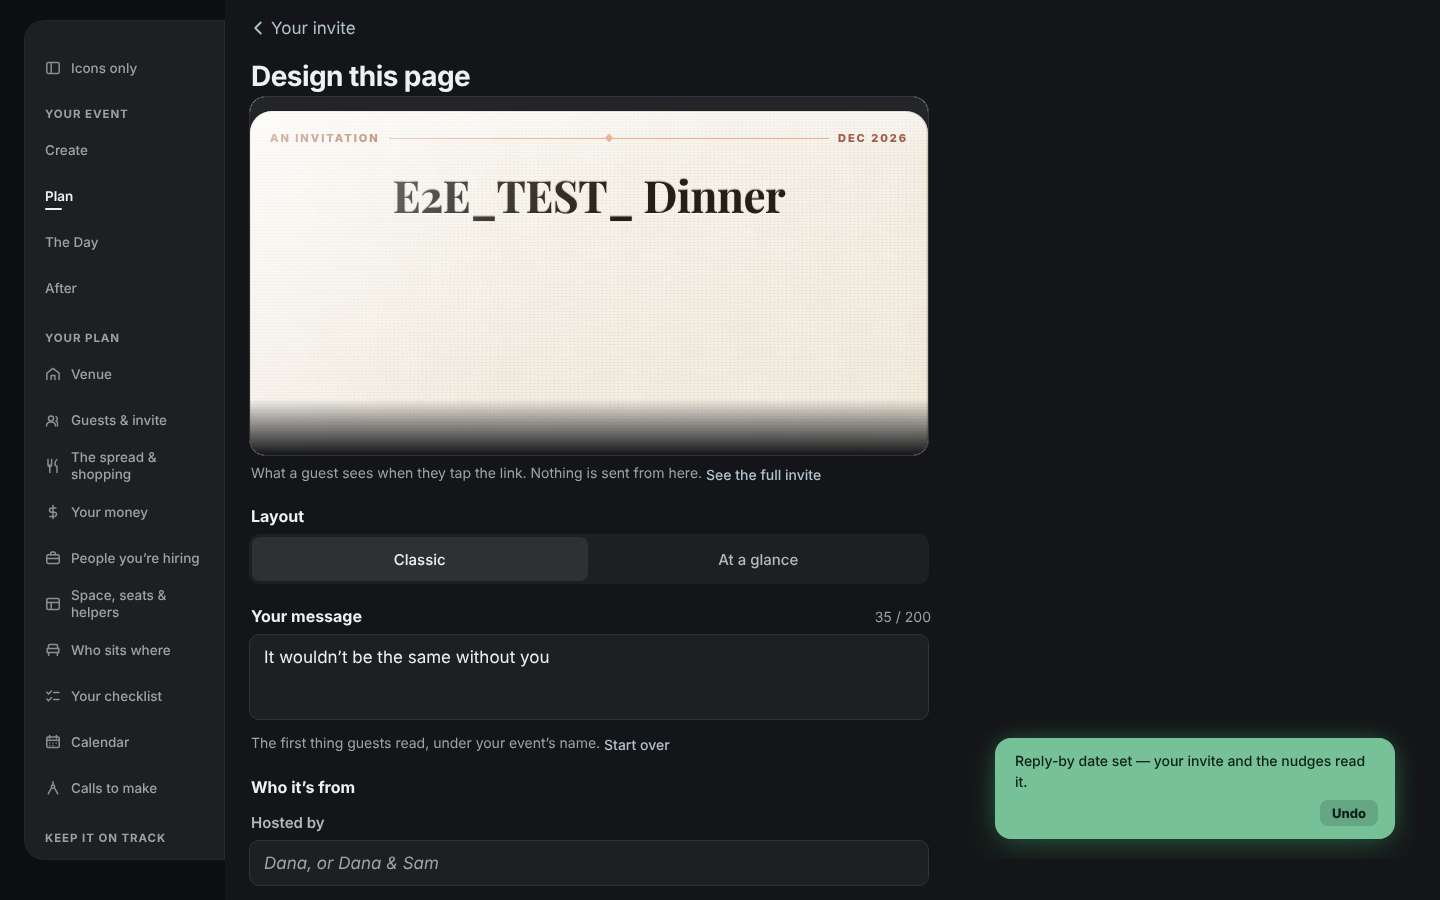 Icons only
YOUR EVENT
Create
Plan
The Day
After
YOUR PLAN
Venue
Guests & invite
The spread &
shopping
Your money
People you’re hiring
Space, seats &
helpers
Who sits where
Your checklist
Calendar
Calls to make
KEEP IT ON TRACK
Your invite
Design this page
AN INVITATION
DEC 2026
E2E_TEST_ Dinner
What a guest sees when they tap the link. Nothing is sent from here. See the full invite
Layout
Classic
At a glance
Your message
35 / 200
It wouldn’t be the same without you
The first thing guests read, under your event’s name. Start over
Who it’s from
Hosted by
Dana, or Dana & Sam
Reply-by date set — your invite and the nudges read
it.
Undo